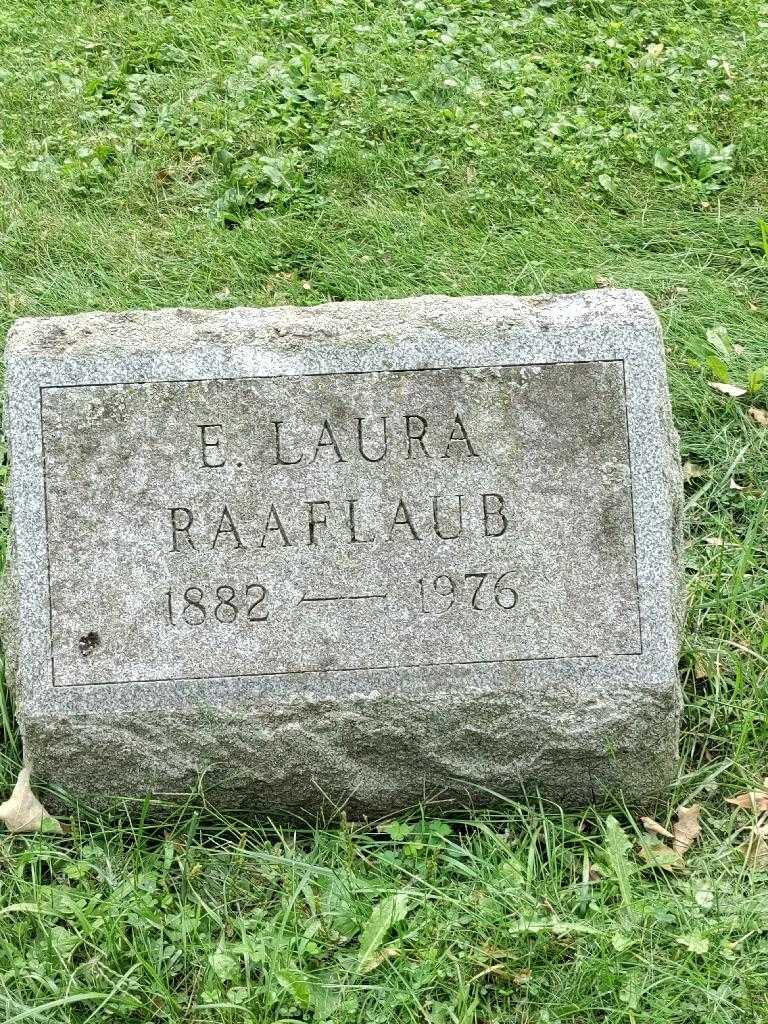 E. LAURA
RAAFLAUB
1882 — 1976